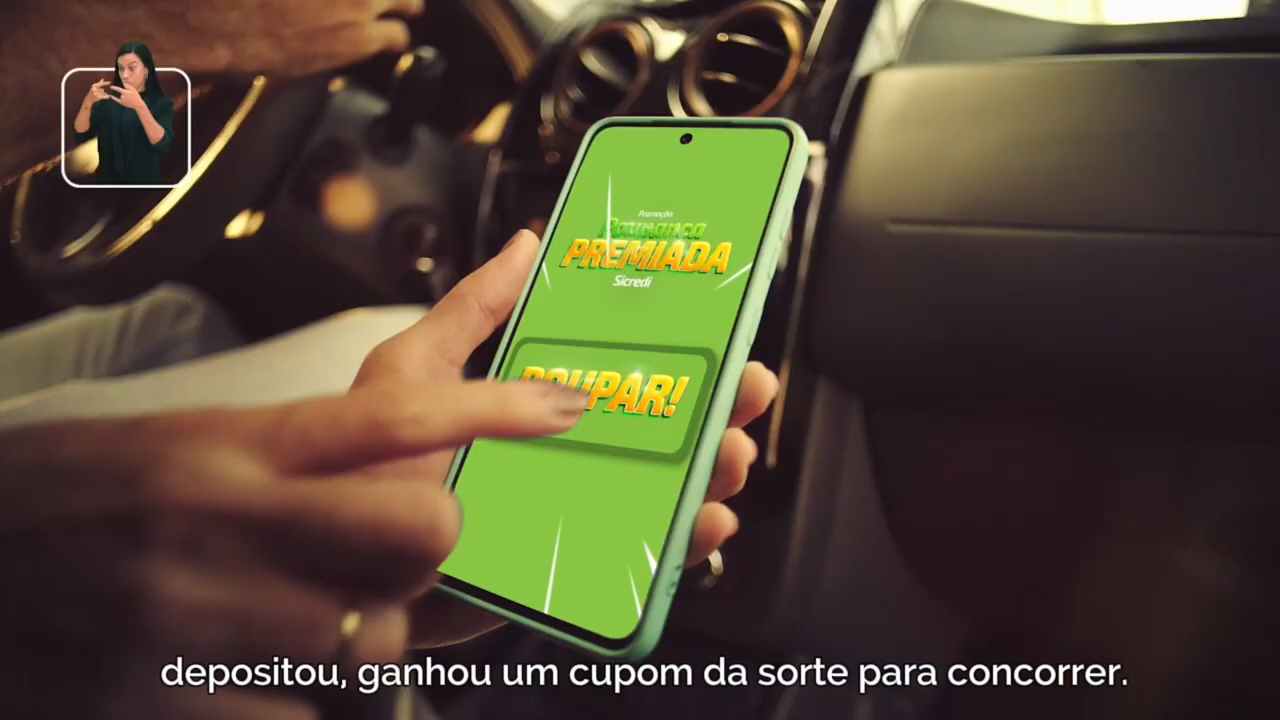 Promoção
Poupança
PREMIADA
Sicredi
POUPAR!
depositou, ganhou um cupom da sorte para concorrer.